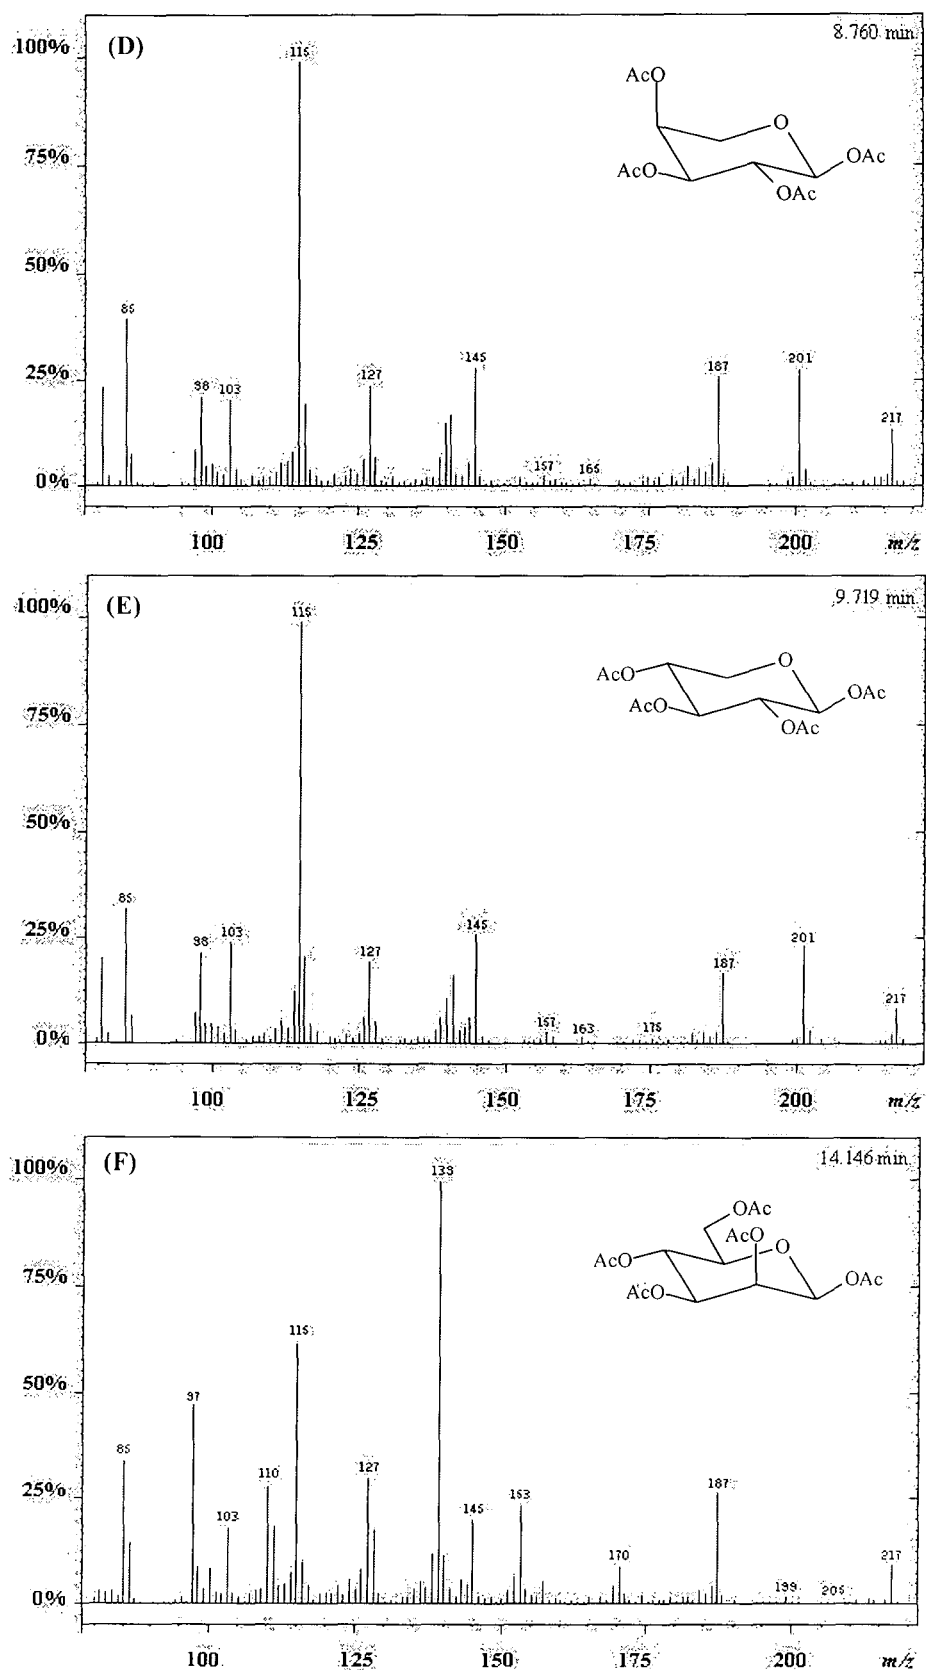 (D)
8.760 min
100%
75%
50%
25%
0%
115
85
98
103
127
145
157
165
187
201
217
AcO
O
OAc
AcO
OAc
100
125
150
175
200
m/z
(E)
9.719 min
100%
75%
50%
25%
0%
115
85
98
103
127
145
157
163
175
187
201
217
AcO
O
OAc
AcO
OAc
100
125
150
175
200
m/z
(F)
14.146 min
100%
75%
50%
25%
0%
139
115
97
85
110
103
127
145
153
170
187
199
217
OAc
AcO
O
AcO
OAc
AcO
100
125
150
175
200
m/z